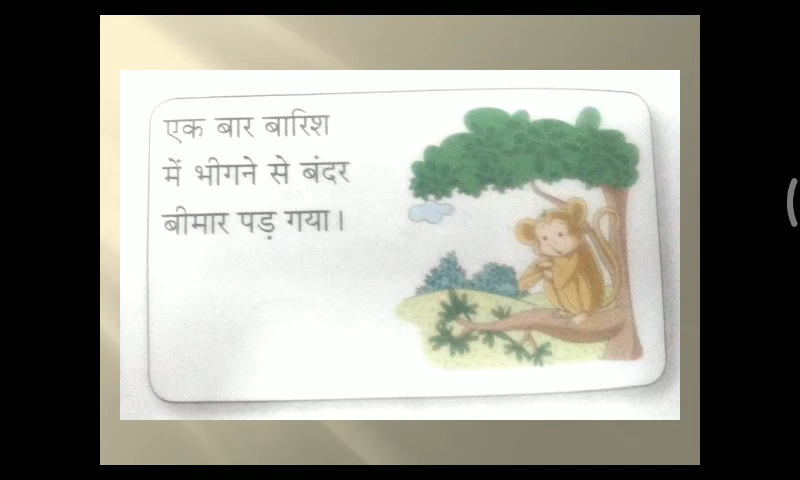 एक बार बारिश
में भीगने से बंदर
बीमार पड़ गया।